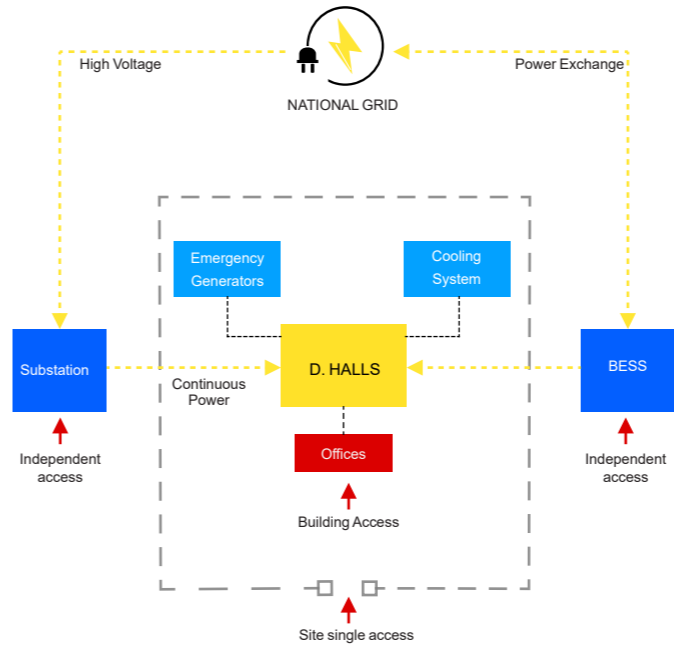 High Voltage
Power Exchange
NATIONAL GRID
Emergency
Generators
Cooling
System
Substation
D. HALLS
BESS
Continuous
Power
Offices
Independent
access
Independent
access
Building Access
Site single access